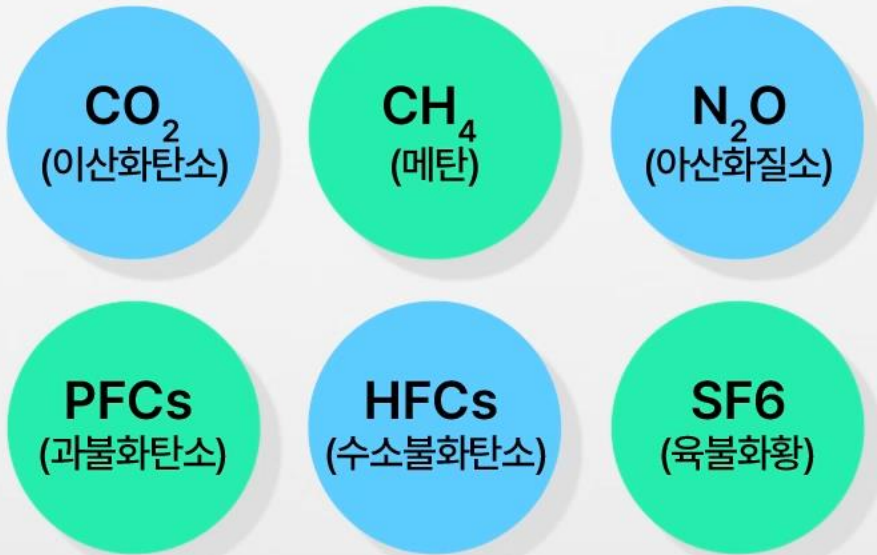 CO₂
(이산화탄소)
CH₄
(메탄)
N₂O
(아산화질소)
PFCs
(과불화탄소)
HFCs
(수소불화탄소)
SF6
(육불화황)